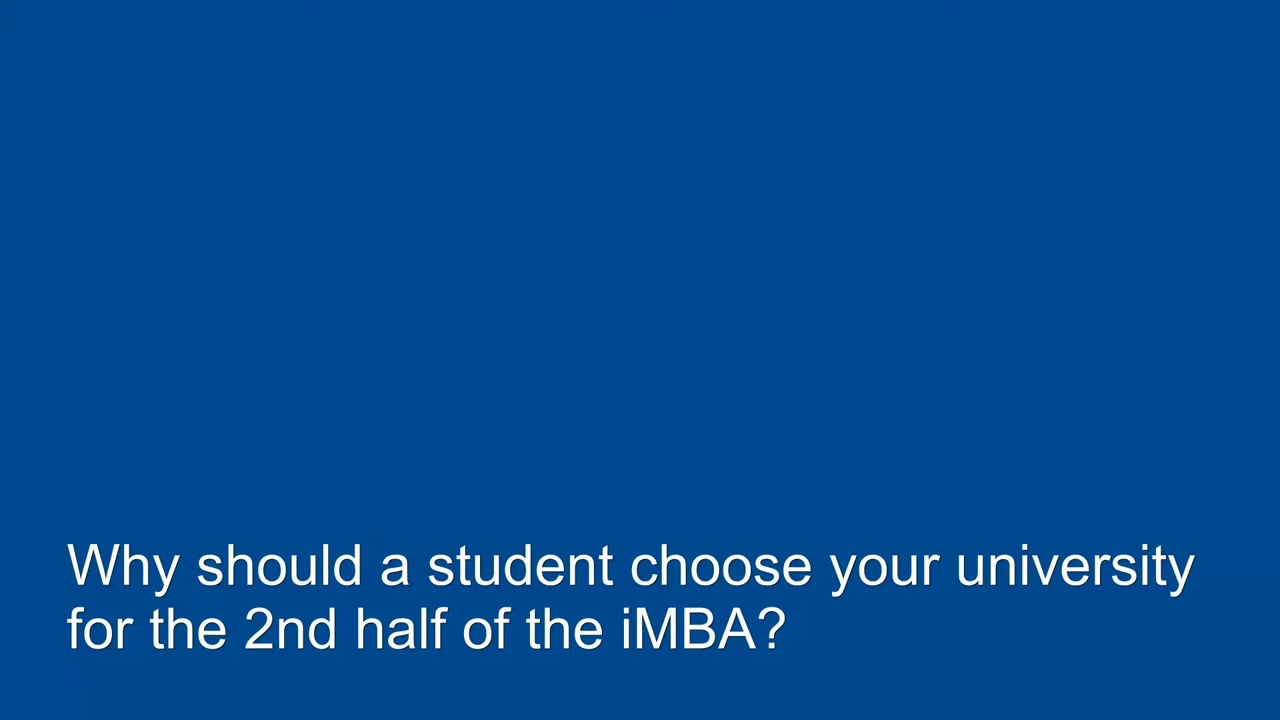 Why should a student choose your university
for the 2nd half of the iMBA?